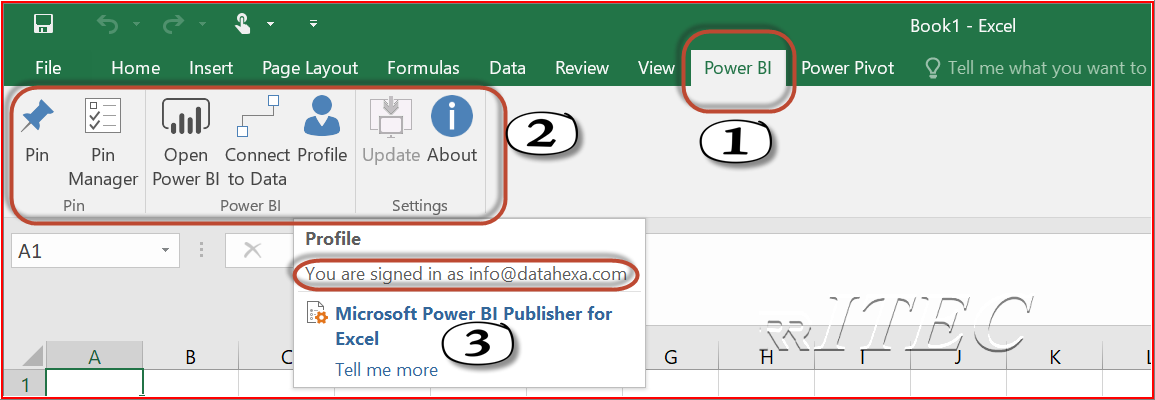 Book1 - Excel
File Home Insert Page Layout Formulas Data Review View Power BI Power Pivot Tell me what you want to
Pin Pin Manager Open Power BI Connect to Data Profile Update About
Pin Power BI Settings
2
1
A1
Profile
You are signed in as info@datahexa.com
Microsoft Power BI Publisher for
Excel
3
Tell me more
RRITEC
A B C G H I J K L
1